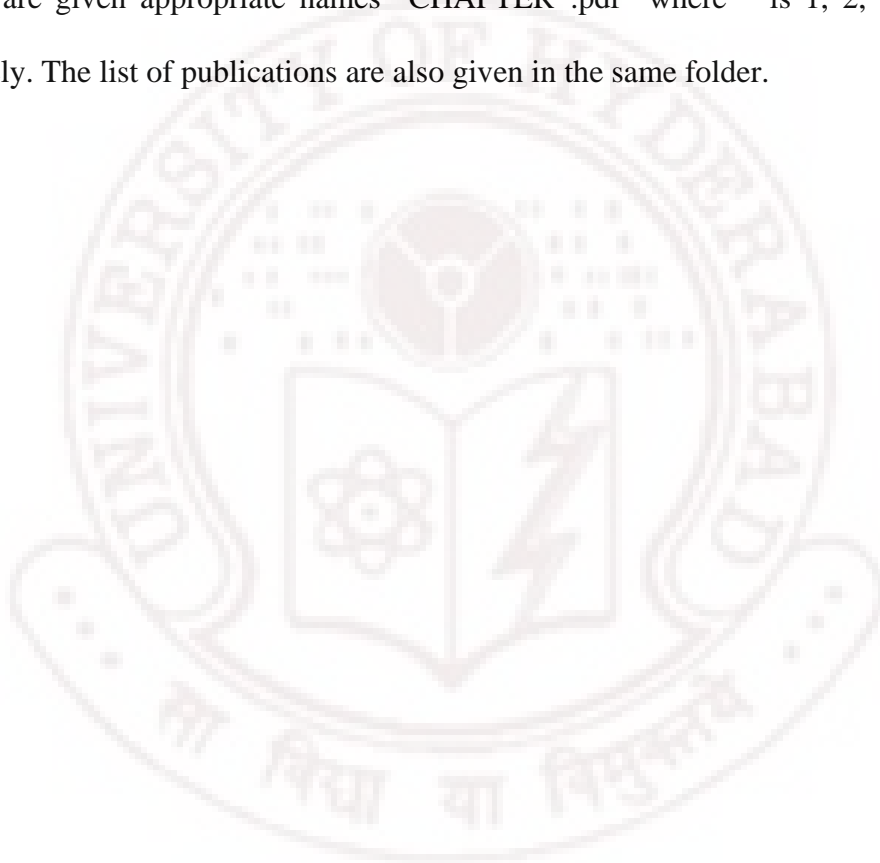 are given appropriate names CHAPTER .pdf where is 1, 2,
ly. The list of publications are also given in the same folder.
UNIVERSITY OF HYDERABAD
सा विद्या या विमुक्तये